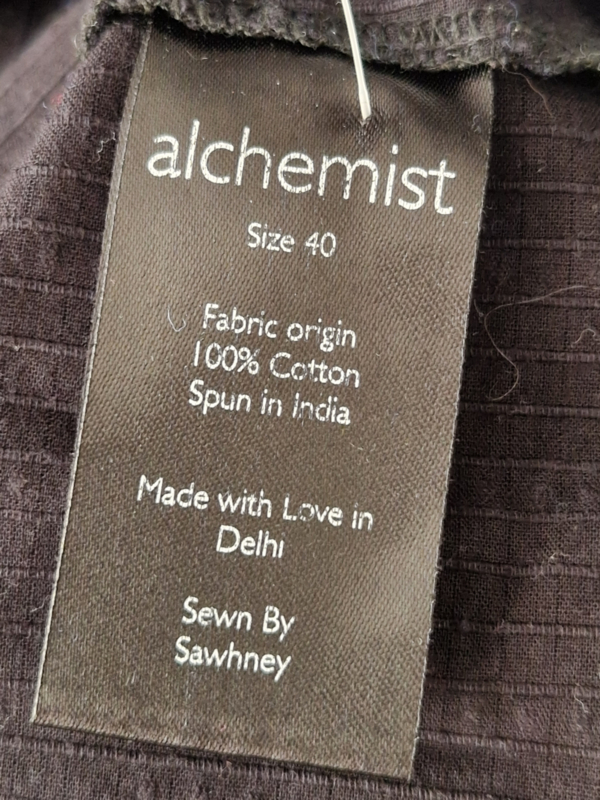 alchemist
Size 40
Fabric origin
100% Cotton
Spun in India
Made with Love in
Delhi
Sewn By
Sawhney